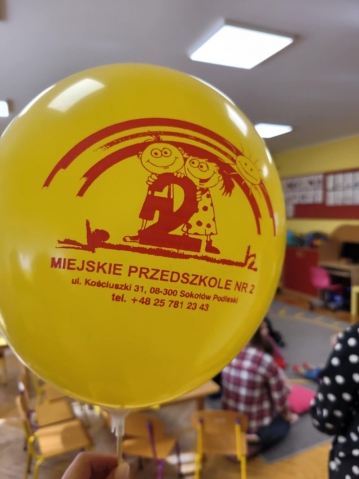 2
MIEJSKIE PRZEDSZKOLE NR 2
ul. Kościuszki 31, 08-300 Sokołów Podlaski
tel. +48 25 781 23 43